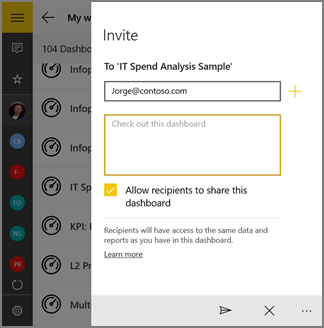 My w
Invite
104 Dashbo
To 'IT Spend Analysis Sample'
Infop
Jorge@contoso.com
Infop
Check out this dashboard
Infop
CB
F-
IT Sp
Allow recipients to share this
dashboard
FO
KPI: F
Recipients will have access to the same data and
reports as you have in this dashboard.
NS
Learn more
PB
L2 Pr
Mult